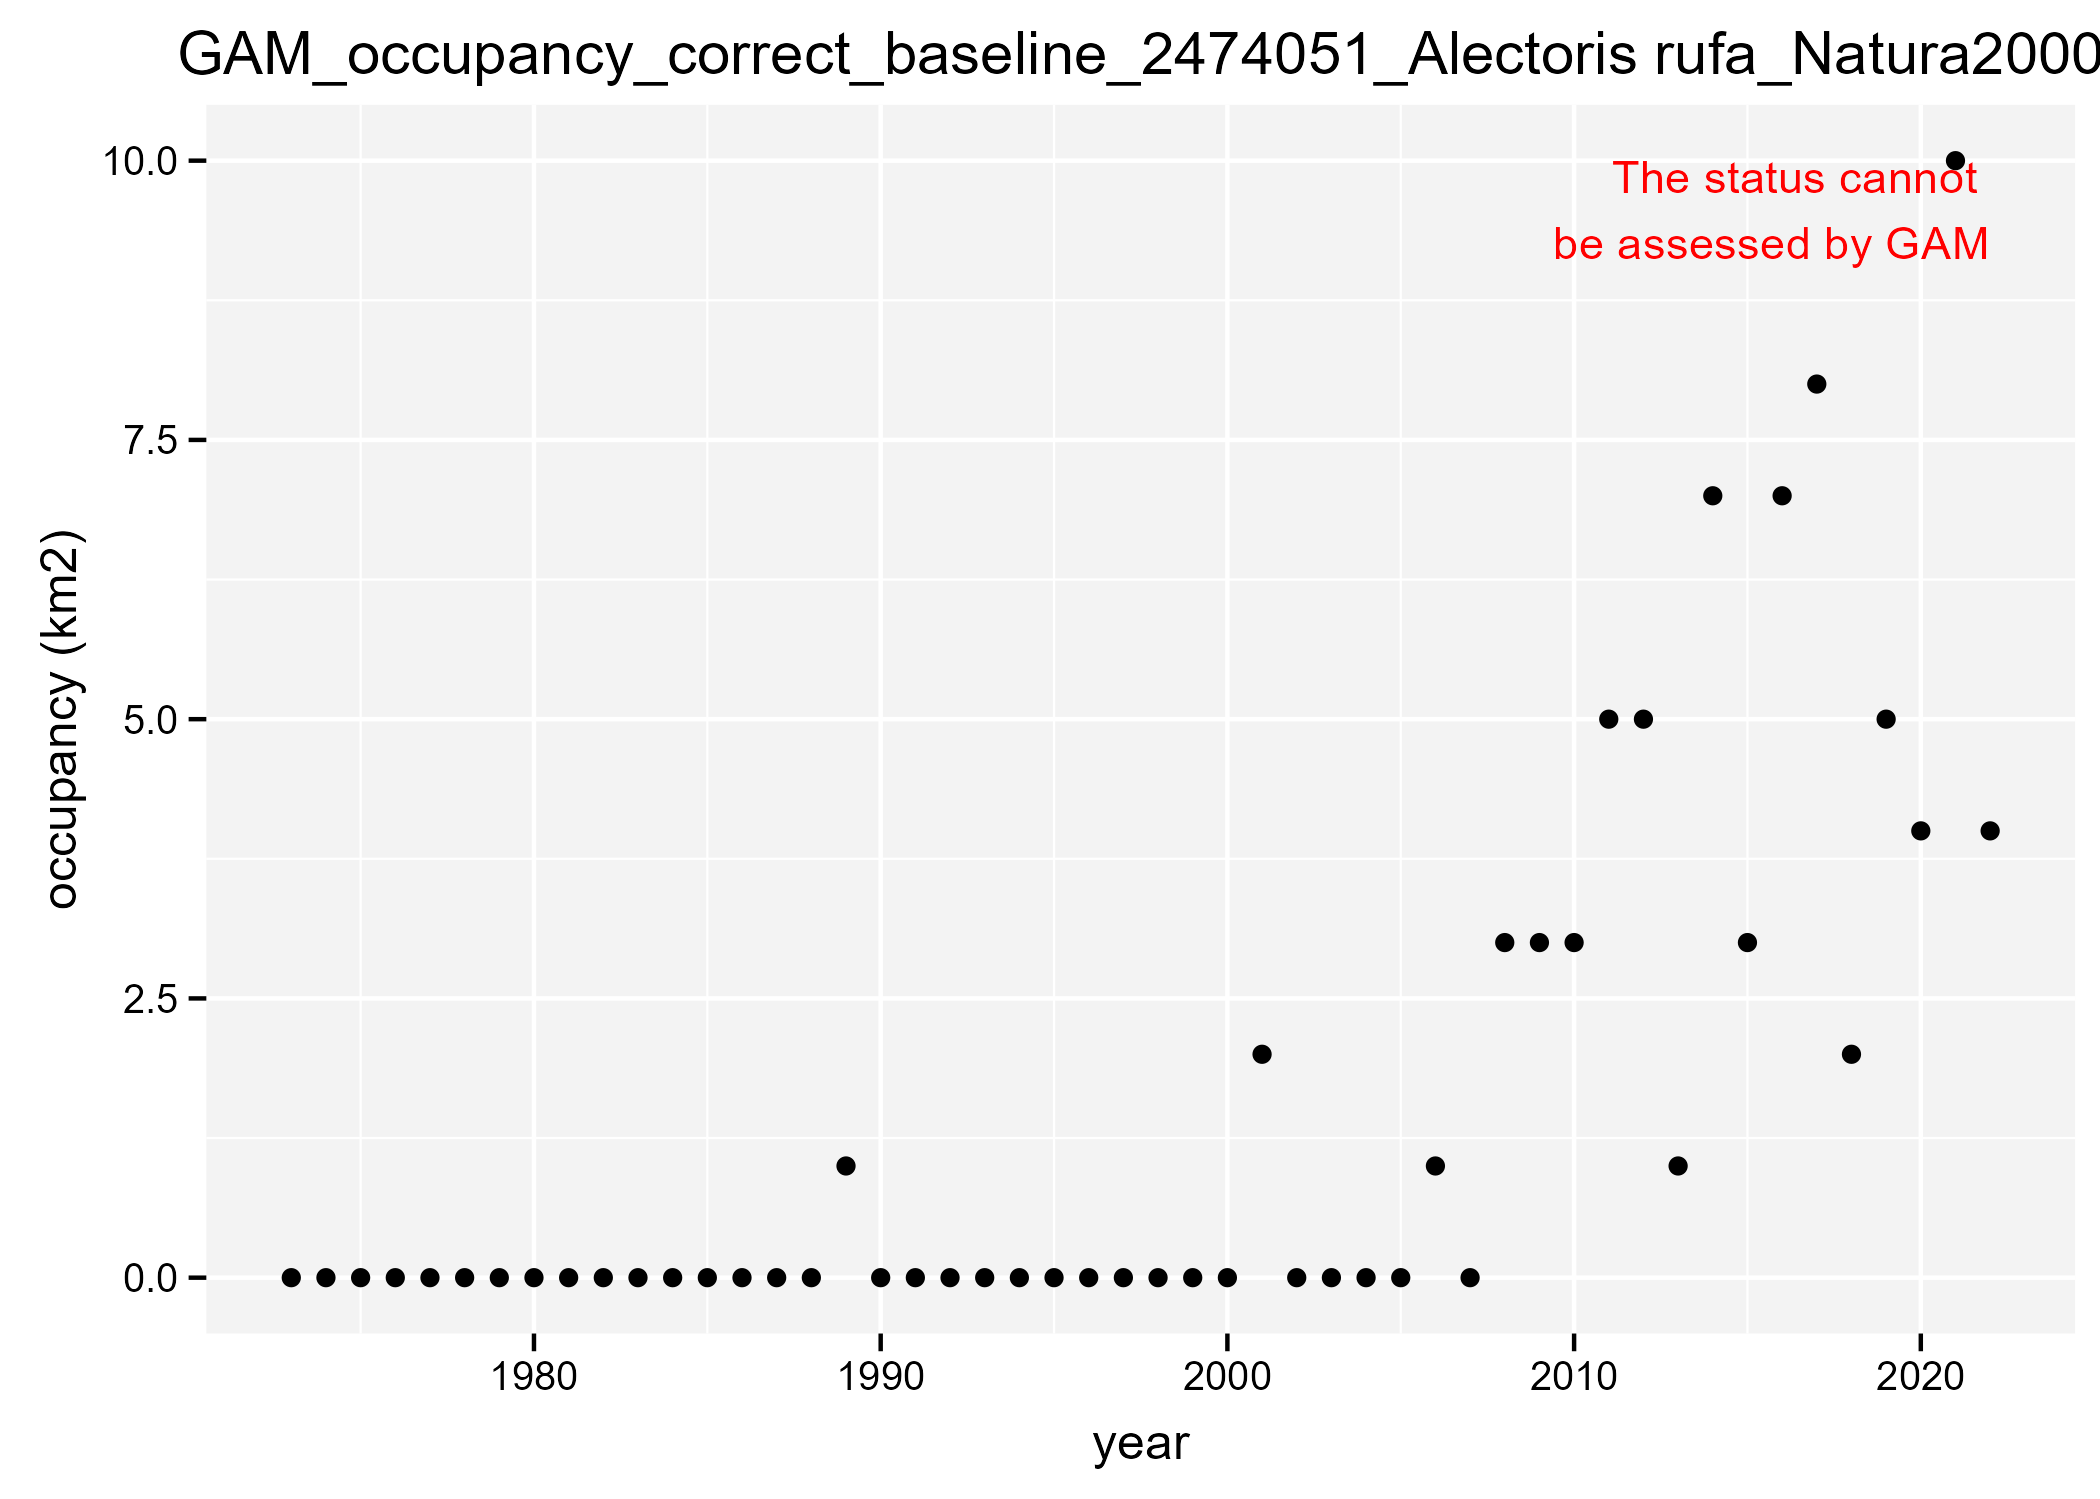 GAM_occupancy_correct_baseline_2474051_Alectoris rufa_Natura2000
10.0
The status cannot
be assessed by GAM
7.5
occupancy (km2)
5.0
2.5
0.0
1980 1990 2000 2010 2020
year